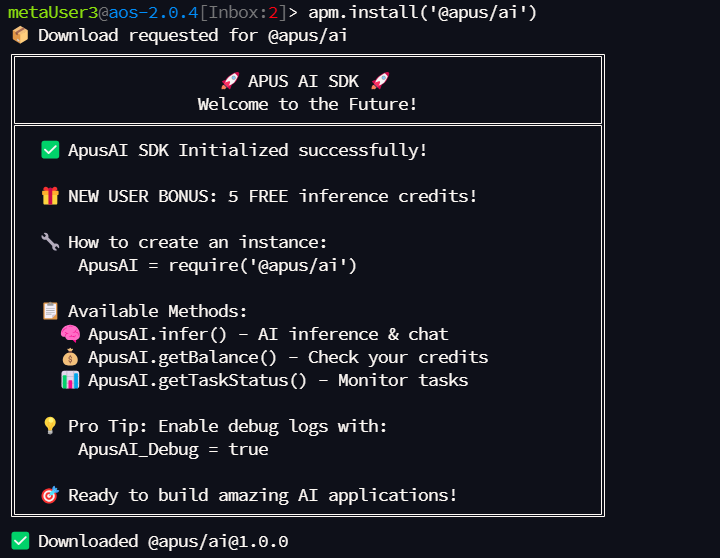 metaUser3@aos-2.0.4[Inbox:2]> apm.install('@apus/ai')
📦 Download requested for @apus/ai
🚀 APUS AI SDK 🚀
Welcome to the Future!
✅ ApusAI SDK Initialized successfully!
🎁 NEW USER BONUS: 5 FREE inference credits!
🔧 How to create an instance:
ApusAI = require('@apus/ai')
📋 Available Methods:
🧠 ApusAI.infer() - AI inference & chat
💰 ApusAI.getBalance() - Check your credits
📊 ApusAI.getTaskStatus() - Monitor tasks
💡 Pro Tip: Enable debug logs with:
ApusAI_Debug = true
🎯 Ready to build amazing AI applications!
✅ Downloaded @apus/ai@1.0.0